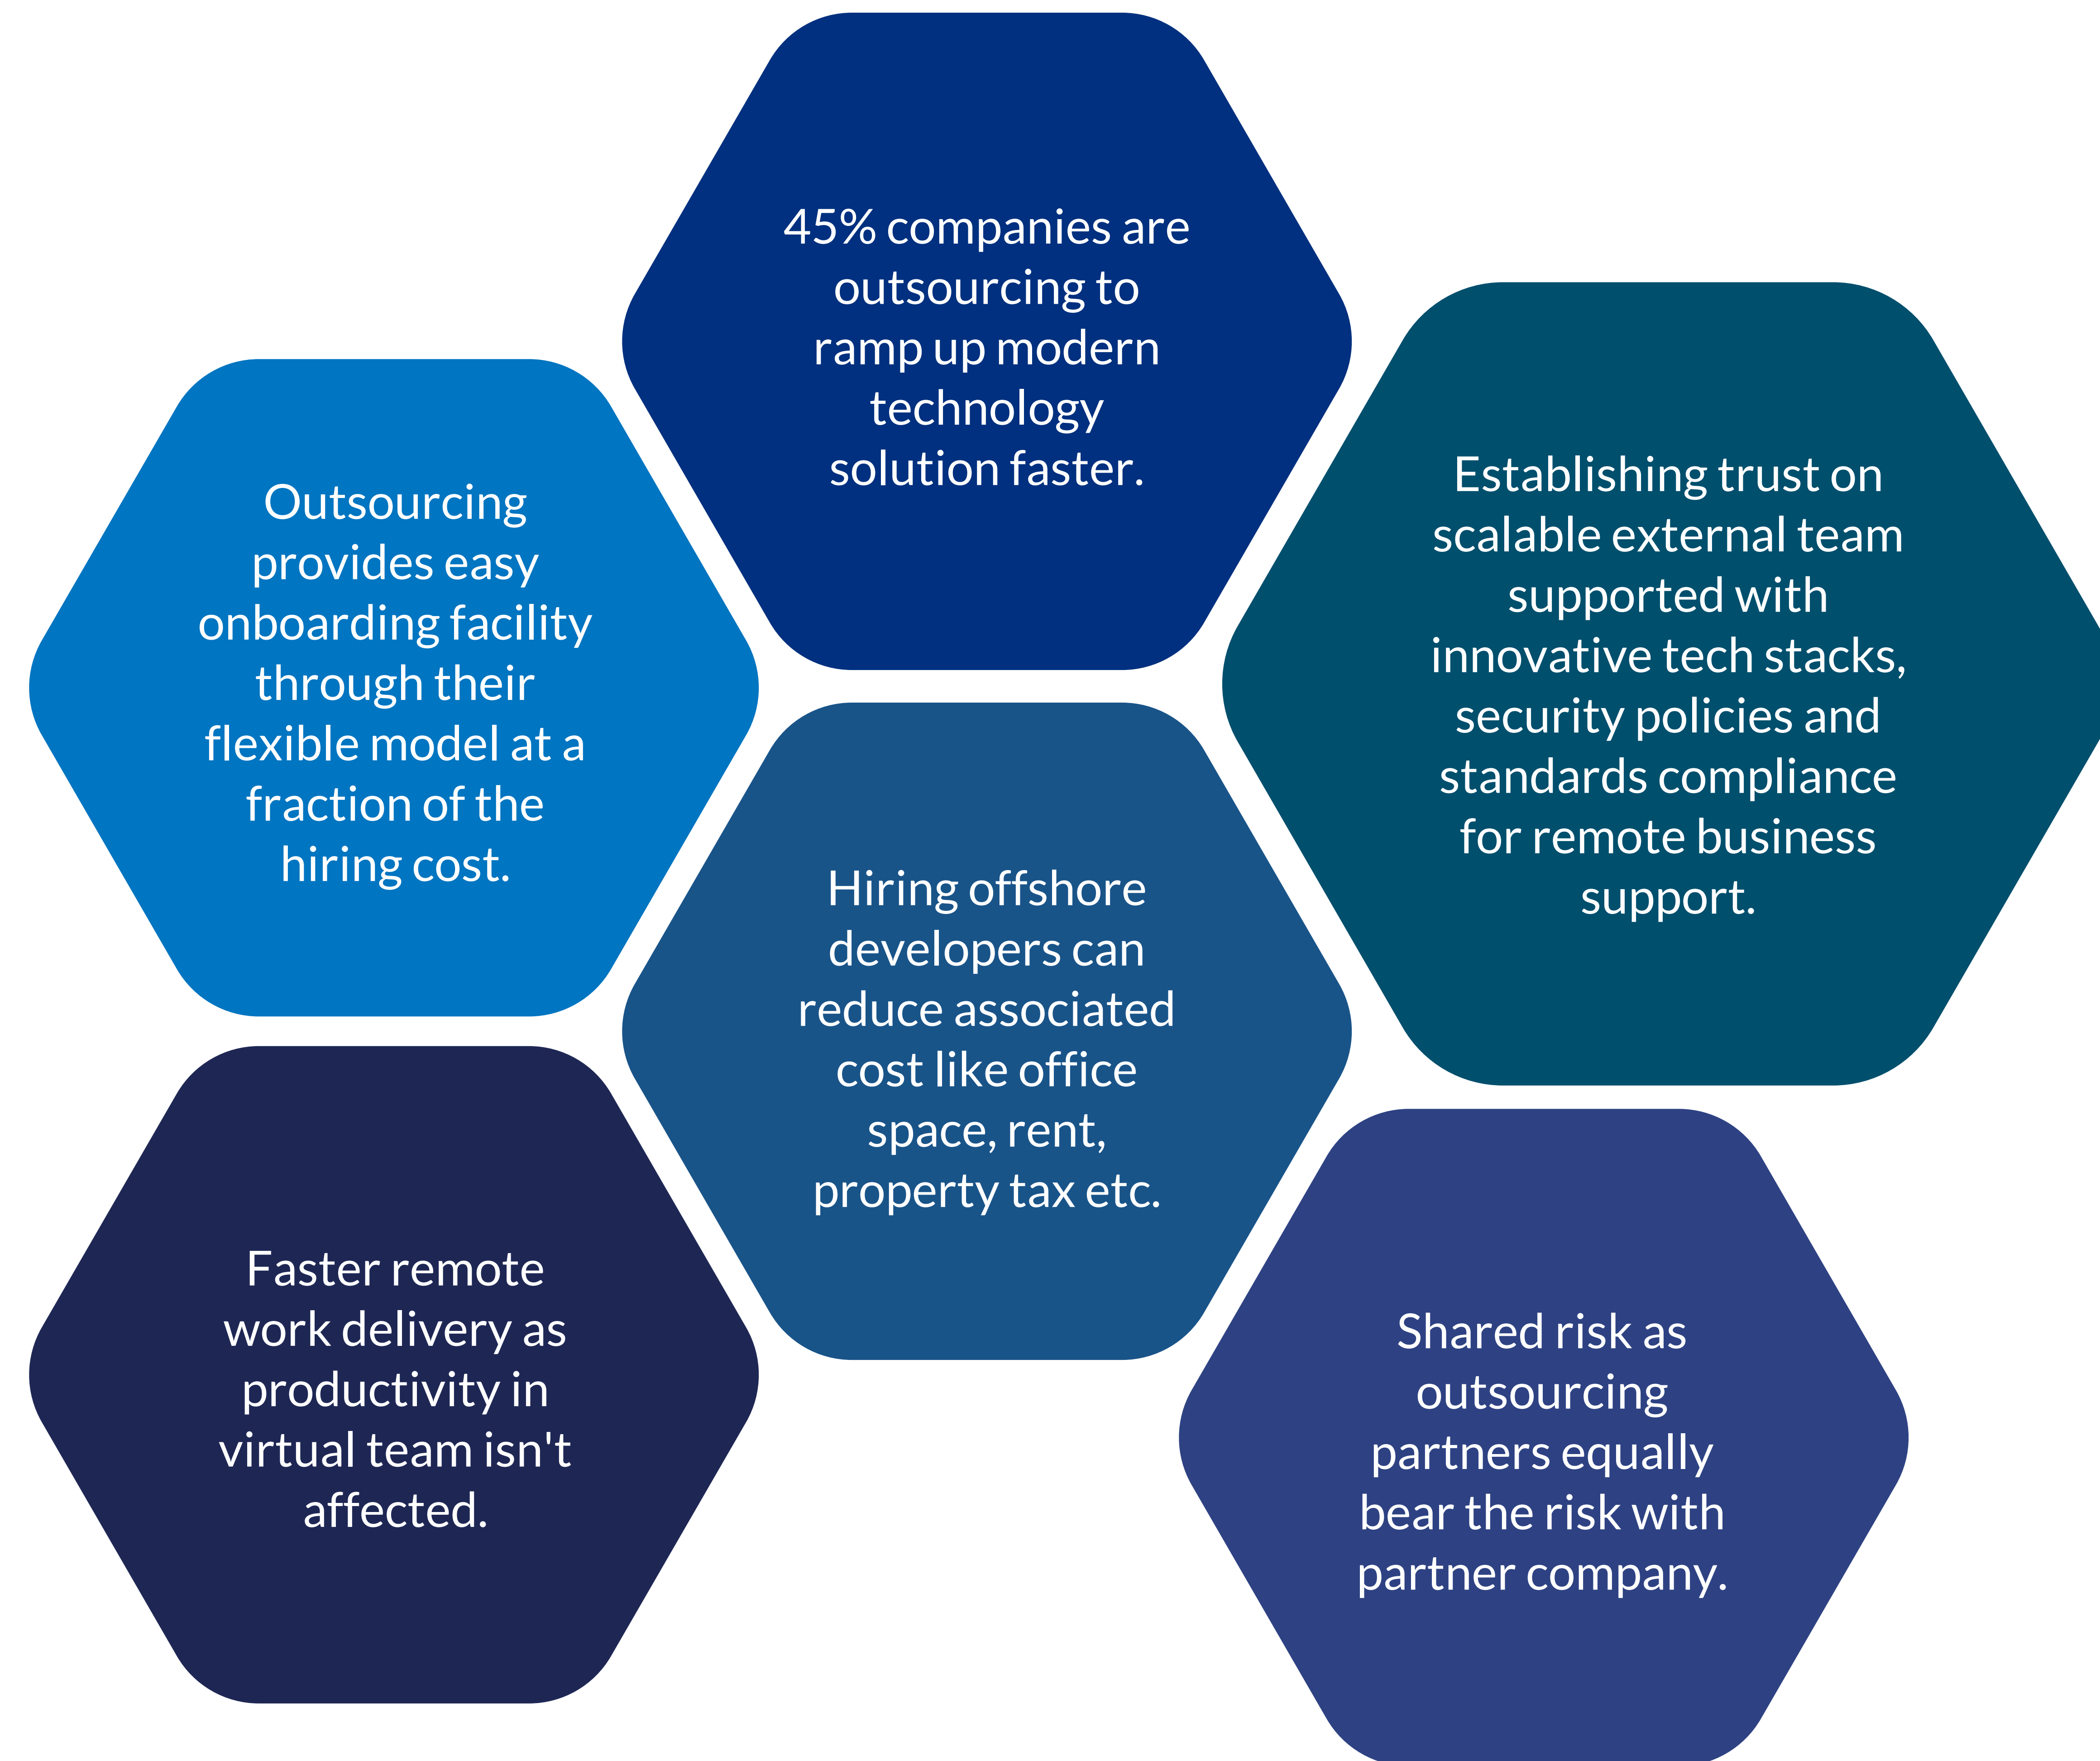 45% companies are
outsourcing to
ramp up modern
technology
solution faster.
Outsourcing
provides easy
onboarding facility
through their
flexible model at a
fraction of the
hiring cost.
Establishing trust on
scalable external team
supported with
innovative tech stacks,
security policies and
standards compliance
for remote business
support.
Hiring offshore
developers can
reduce associated
cost like office
space, rent,
property tax etc.
Faster remote
work delivery as
productivity in
virtual team isn't
affected.
Shared risk as
outsourcing
partners equally
bear the risk with
partner company.